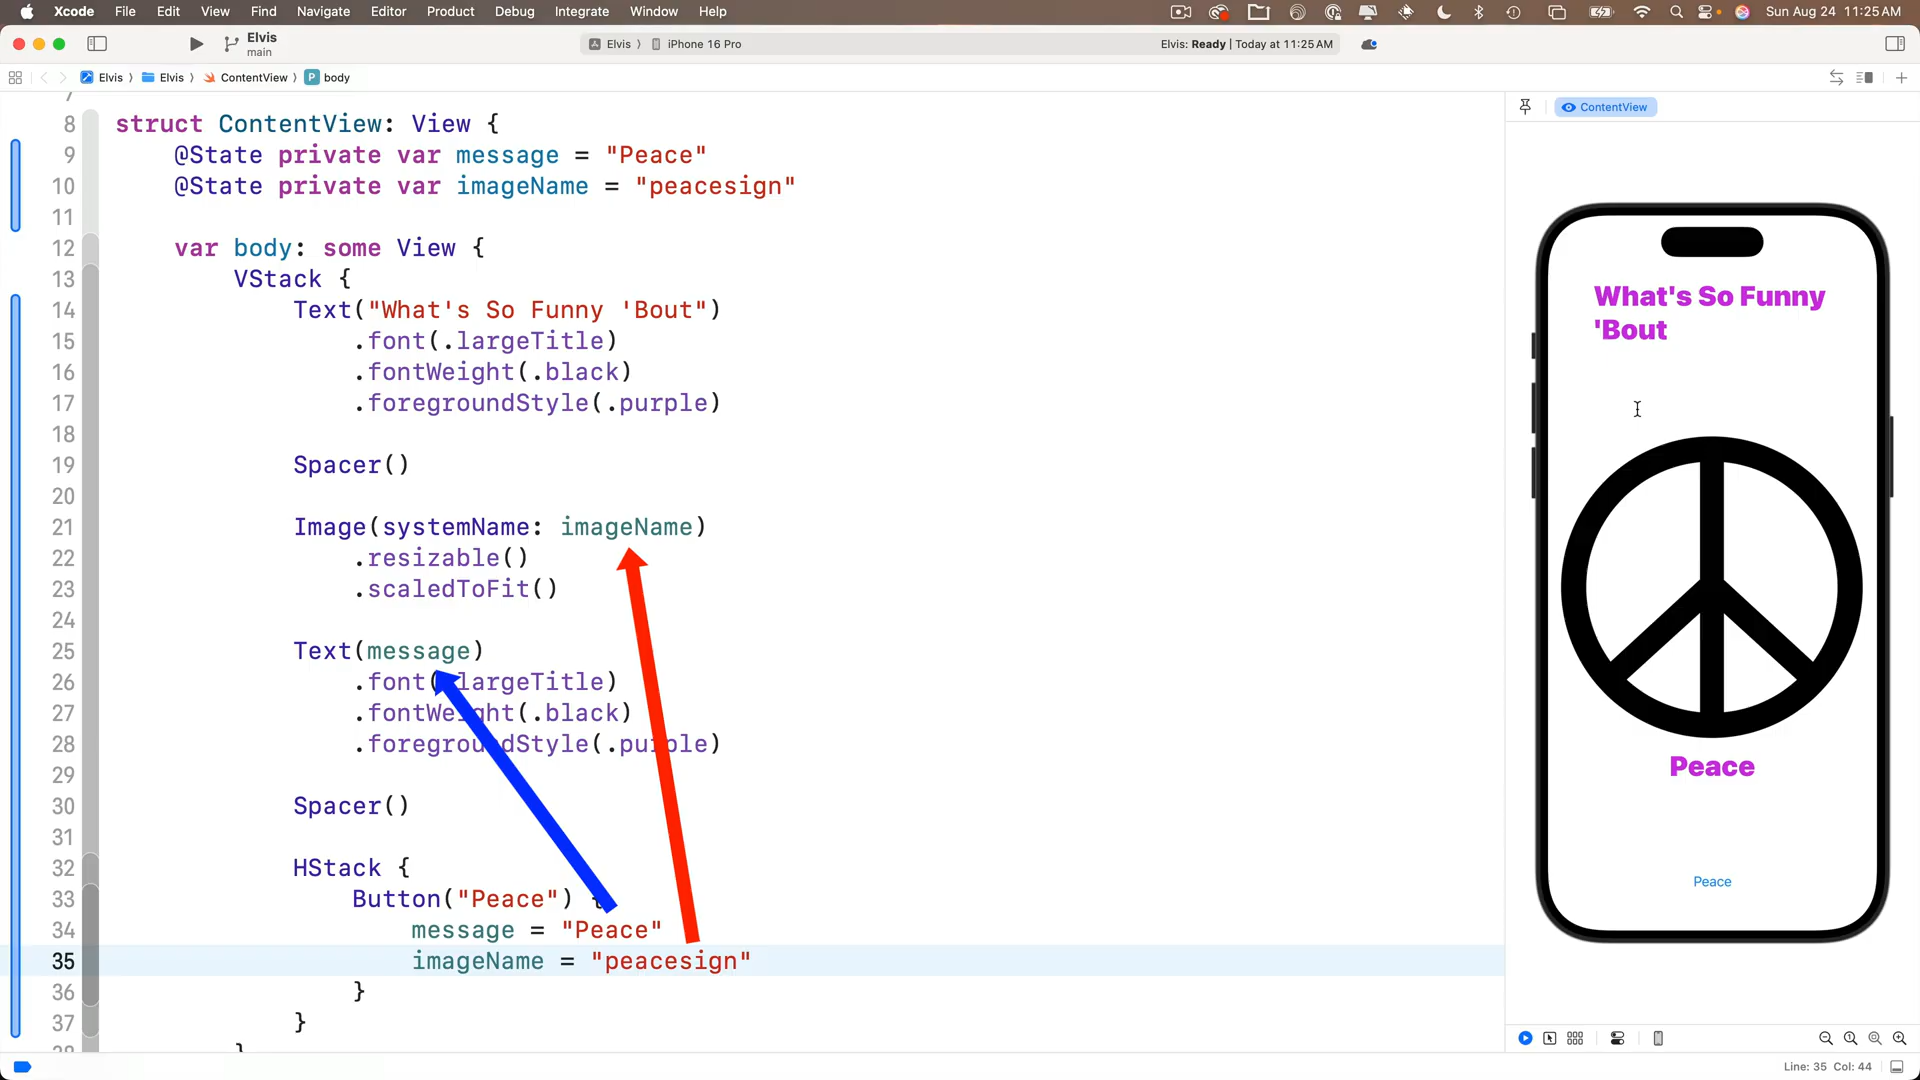 Xcode File Edit View Find Navigate Editor Product Debug Integrate Window Help Sun Aug 24 11:25 AM
Elvis
main
Elvis iPhone 16 Pro
Elvis: Ready | Today at 11:25 AM
Elvis Elvis ContentView P body
ContentView
8 struct ContentView: View {
9 @State private var message = "Peace"
10 @State private var imageName = "peacesign"
11
12 var body: some View {
13 VStack {
14 Text("What's So Funny 'Bout")
15 .font(.largeTitle)
16 .fontWeight(.black)
17 .foregroundStyle(.purple)
18
19 Spacer()
20
21 Image(systemName: imageName)
22 .resizable()
23 .scaledToFit()
24
25 Text(message)
26 .font(.largeTitle)
27 .fontWeight(.black)
28 .foregroundStyle(.purple)
29
30 Spacer()
31
32 HStack {
33 Button("Peace") {
34 message = "Peace"
35 imageName = "peacesign"
36 }
37 }
}
What's So Funny
'Bout
Peace
Peace
Line: 35 Col: 44